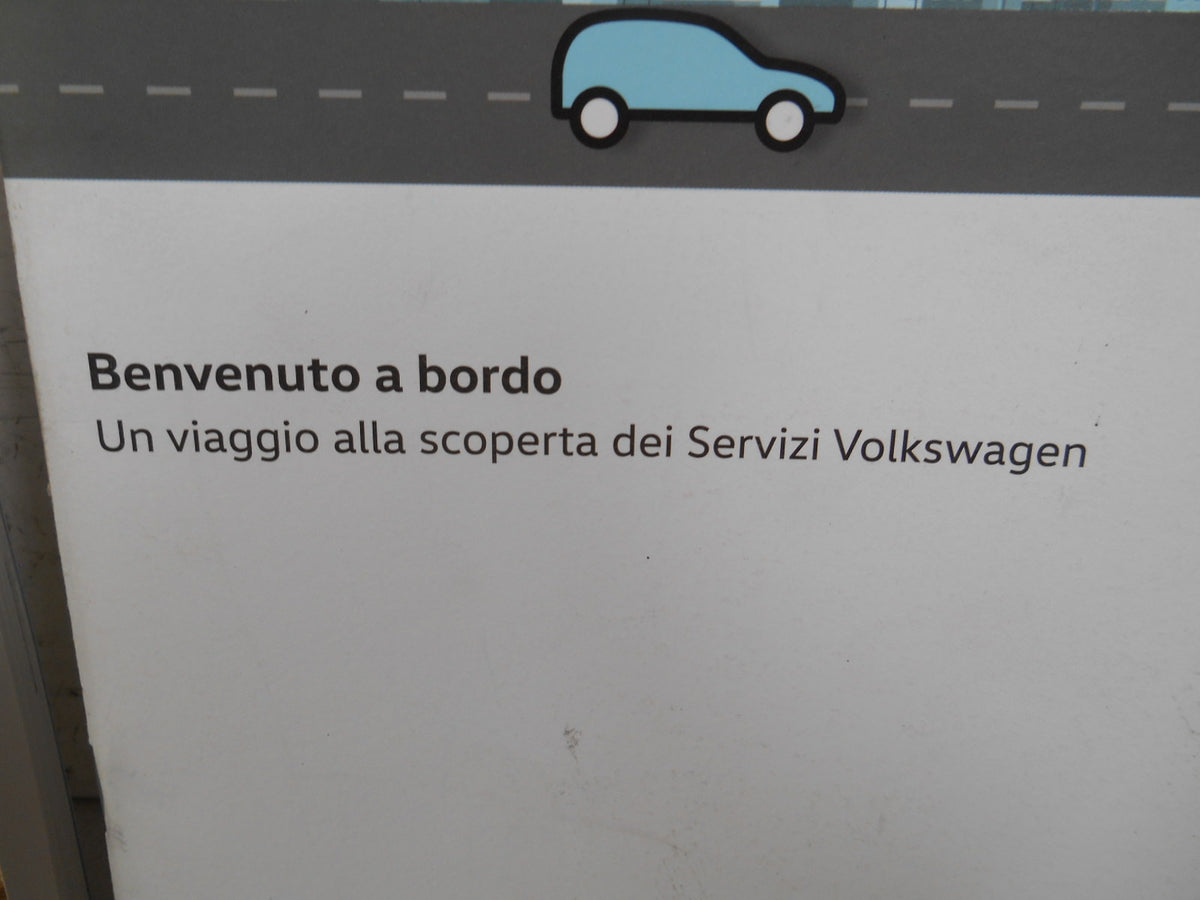 Benvenuto a bordo
Un viaggio alla scoperta dei Servizi Volkswagen